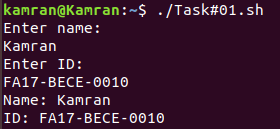 kamran@Kamran:~$ ./Task#01.sh
Enter name:
Kamran
Enter ID:
FA17-BECE-0010
Name: Kamran
ID: FA17-BECE-0010